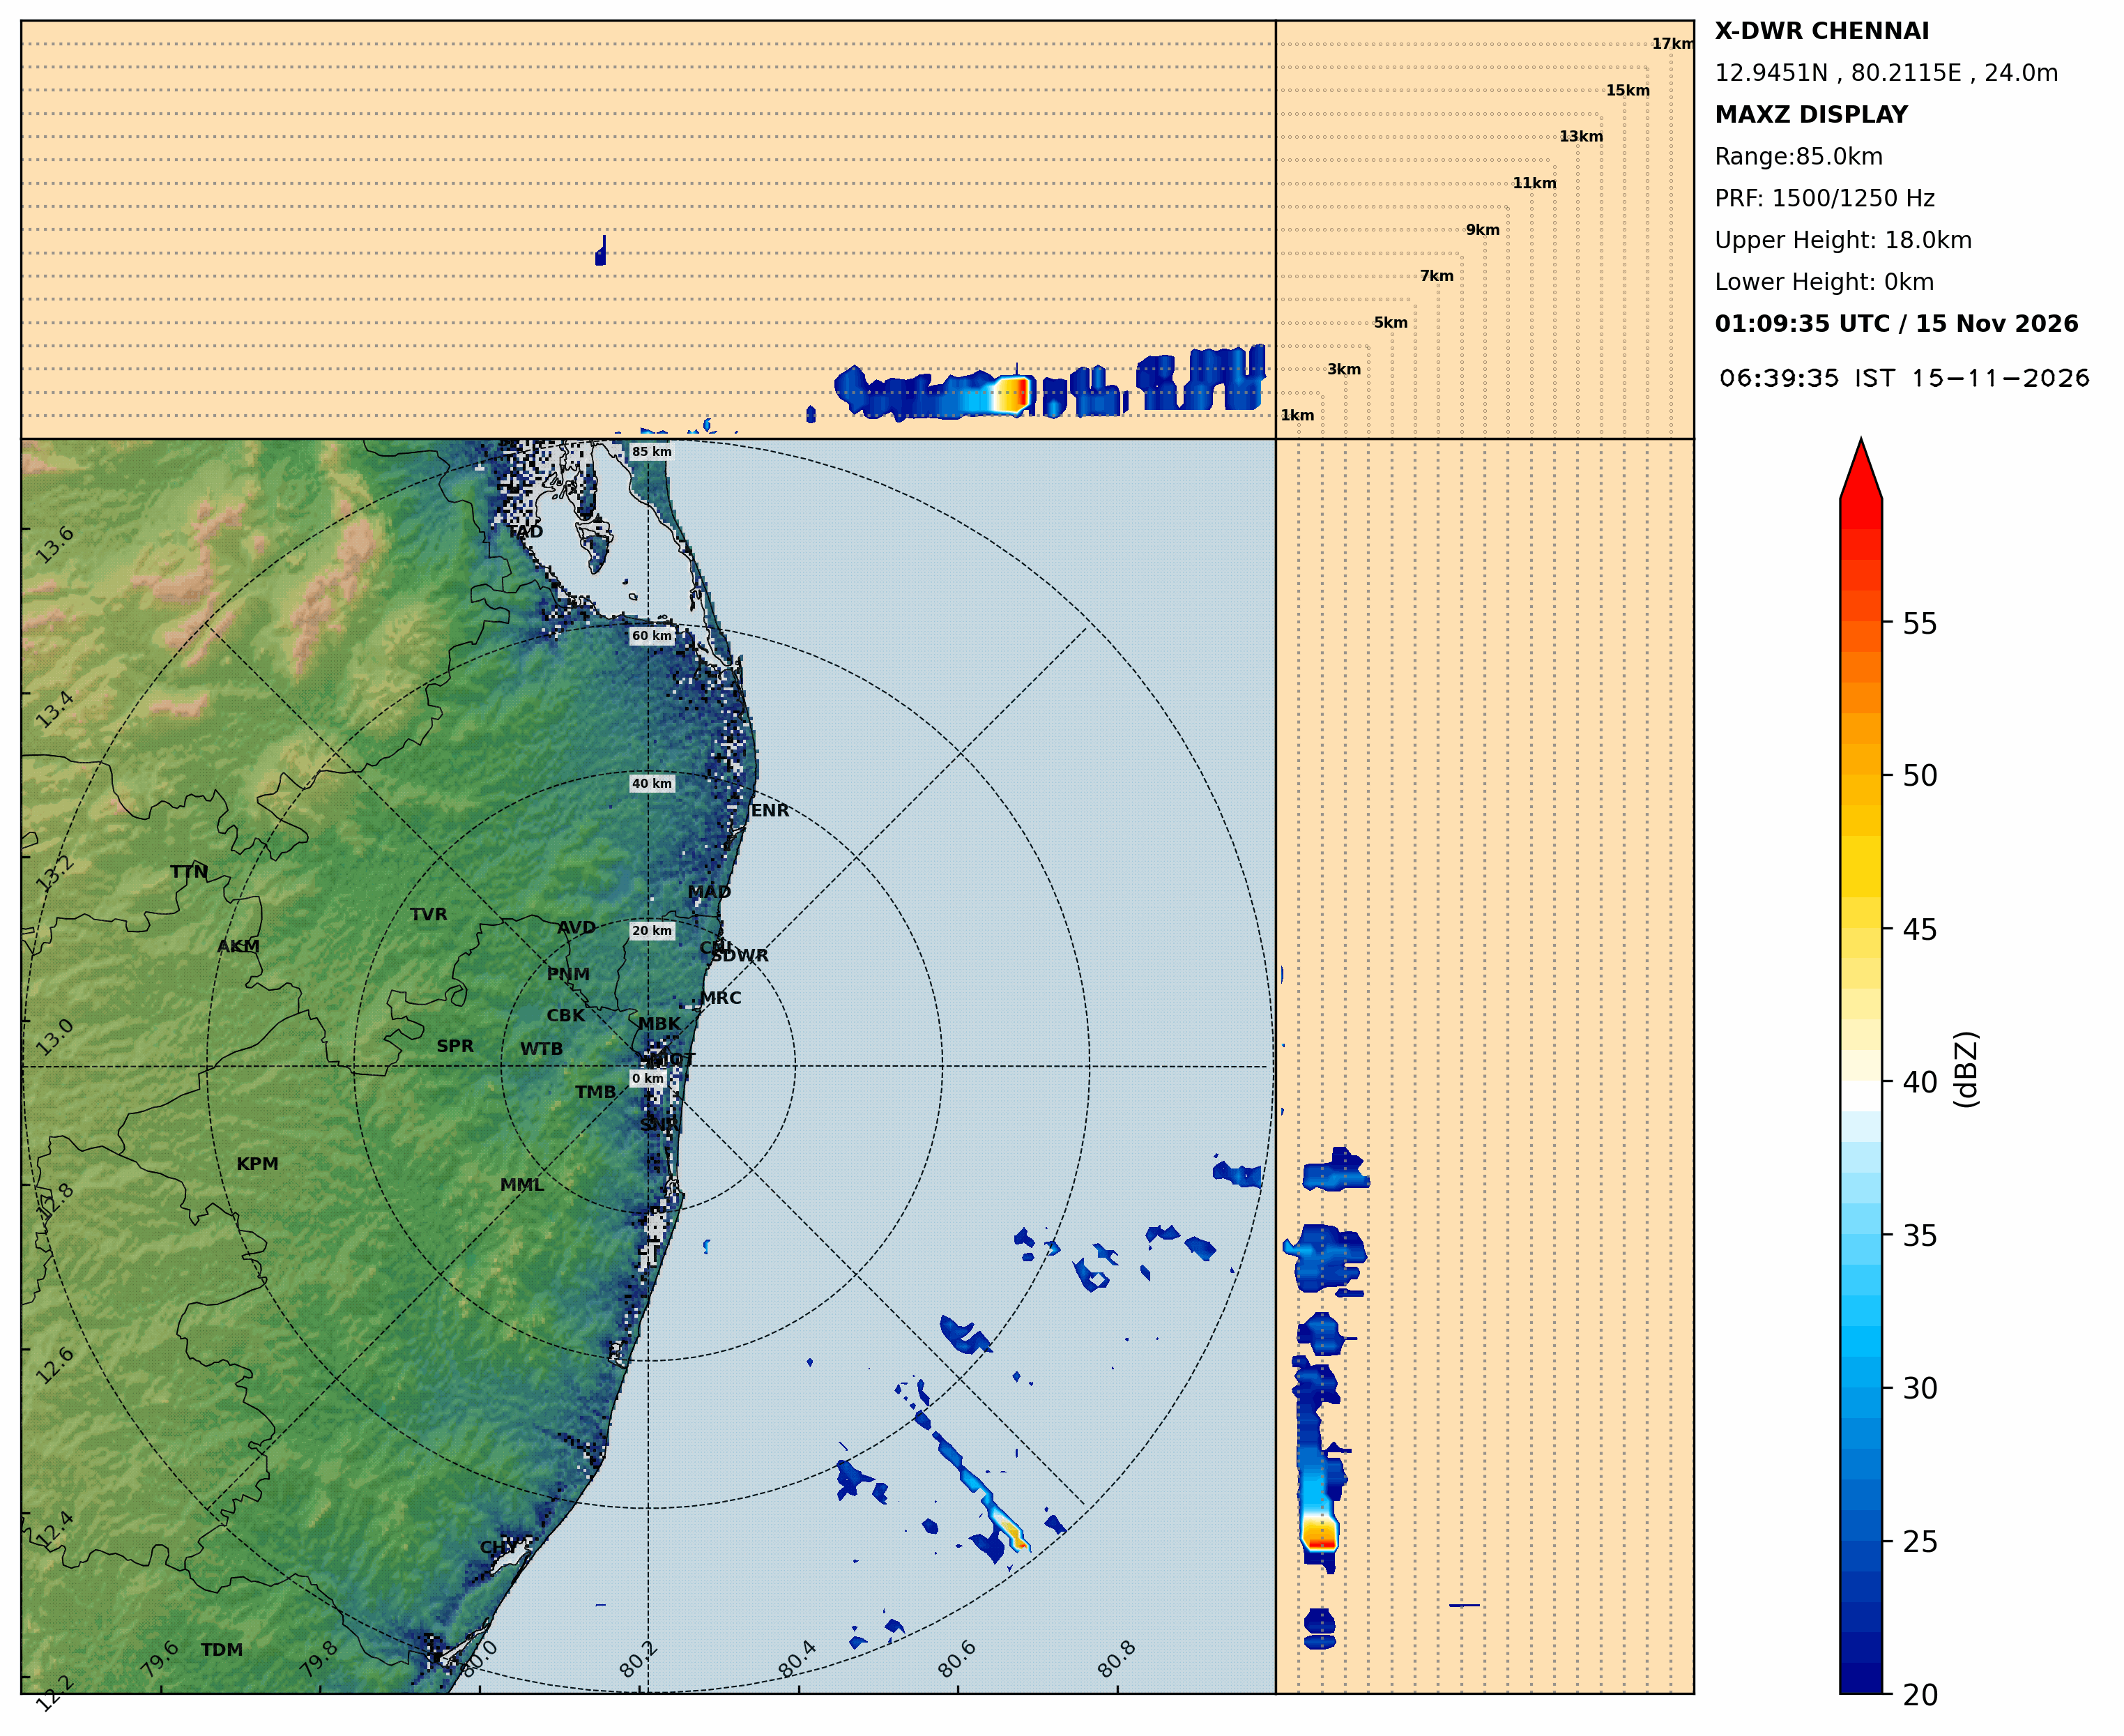 X-DWR CHENNAI
12.9451N , 80.2115E , 24.0m
MAXZ DISPLAY
Range:85.0km
PRF: 1500/1250 Hz
Upper Height: 18.0km
Lower Height: 0km
01:09:35 UTC / 15 Nov 2026
06:39:35 IST 15-11-2026
17km
15km
13km
11km
9km
7km
5km
3km
1km
85 km
TAD
13.6
60 km
13.4
40 km
ENR
13.2
TTN
MAD
TVR
AVD
20 km
AKM
SDWR
PNM
MRC
CBK
MBK
13.0
SPR
WTB
0 km
TMB
SNR
KPM
MML
12.8
12.6
12.4
CHY
TDM
12.2
79.6
79.8
80.0
80.2
80.4
80.6
80.8
55
50
45
40
35
30
25
20
(dBZ)